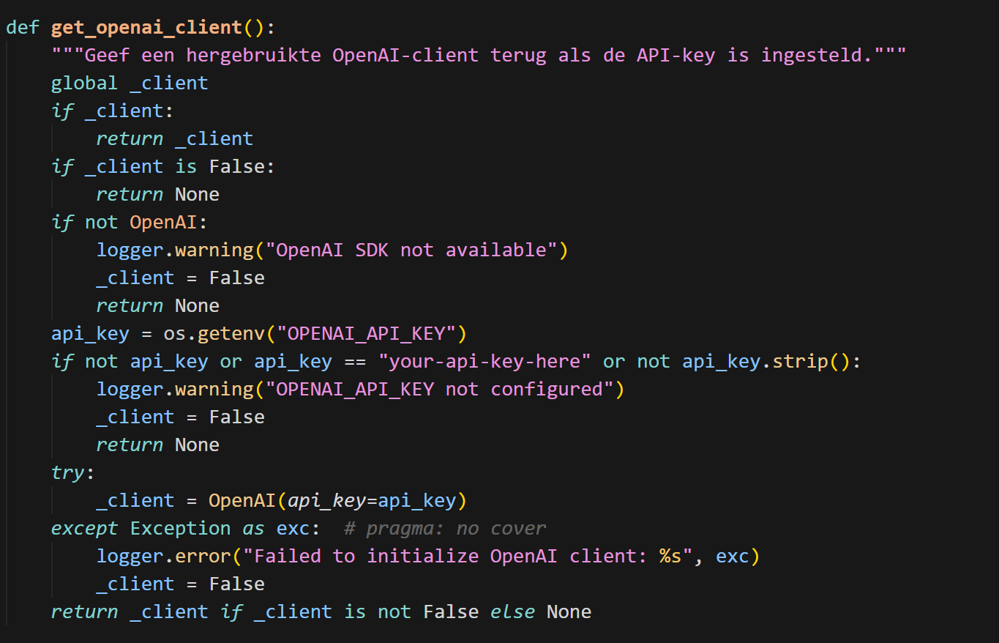 def get_openai_client():
    """Geef een hergebruikte OpenAI-client terug als de API-key is ingesteld."""
    global _client
    if _client:
        return _client
    if _client is False:
        return None
    if not OpenAI:
        logger.warning("OpenAI SDK not available")
        _client = False
        return None
    api_key = os.getenv("OPENAI_API_KEY")
    if not api_key or api_key == "your-api-key-here" or not api_key.strip():
        logger.warning("OPENAI_API_KEY not configured")
        _client = False
        return None
    try:
        _client = OpenAI(api_key=api_key)
    except Exception as exc:  # pragma: no cover
        logger.error("Failed to initialize OpenAI client: %s", exc)
        _client = False
    return _client if _client is not False else None